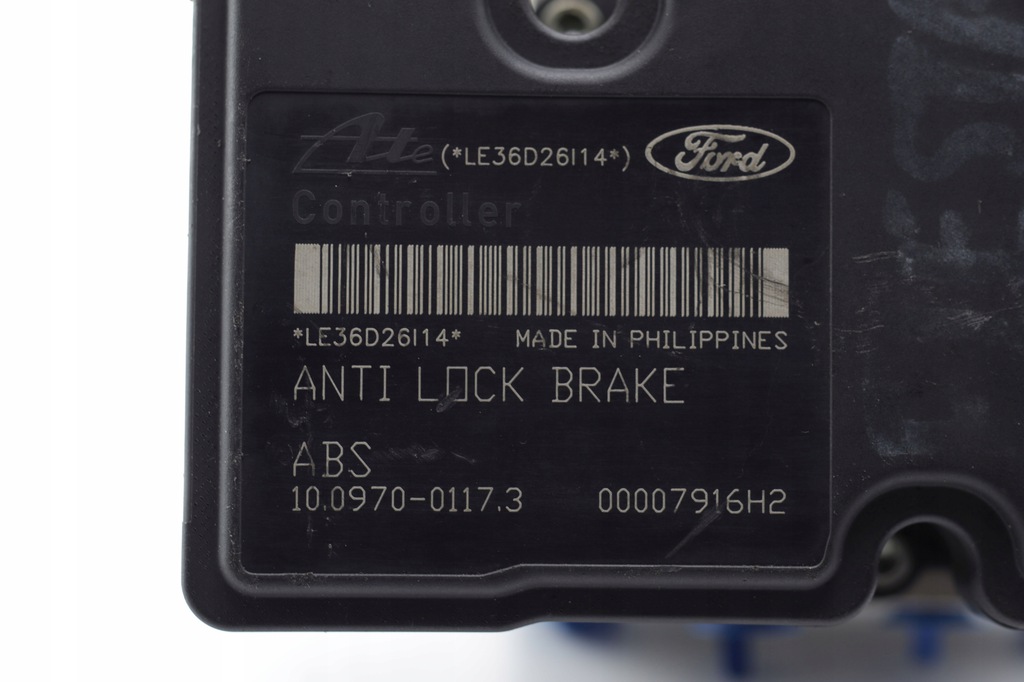 Ate (*LE36D26I14*) Ford
Controller
*LE36D26I14* MADE IN PHILIPPINES
ANTI LOCK BRAKE
ABS
10.0970-0117.3 00007916H2